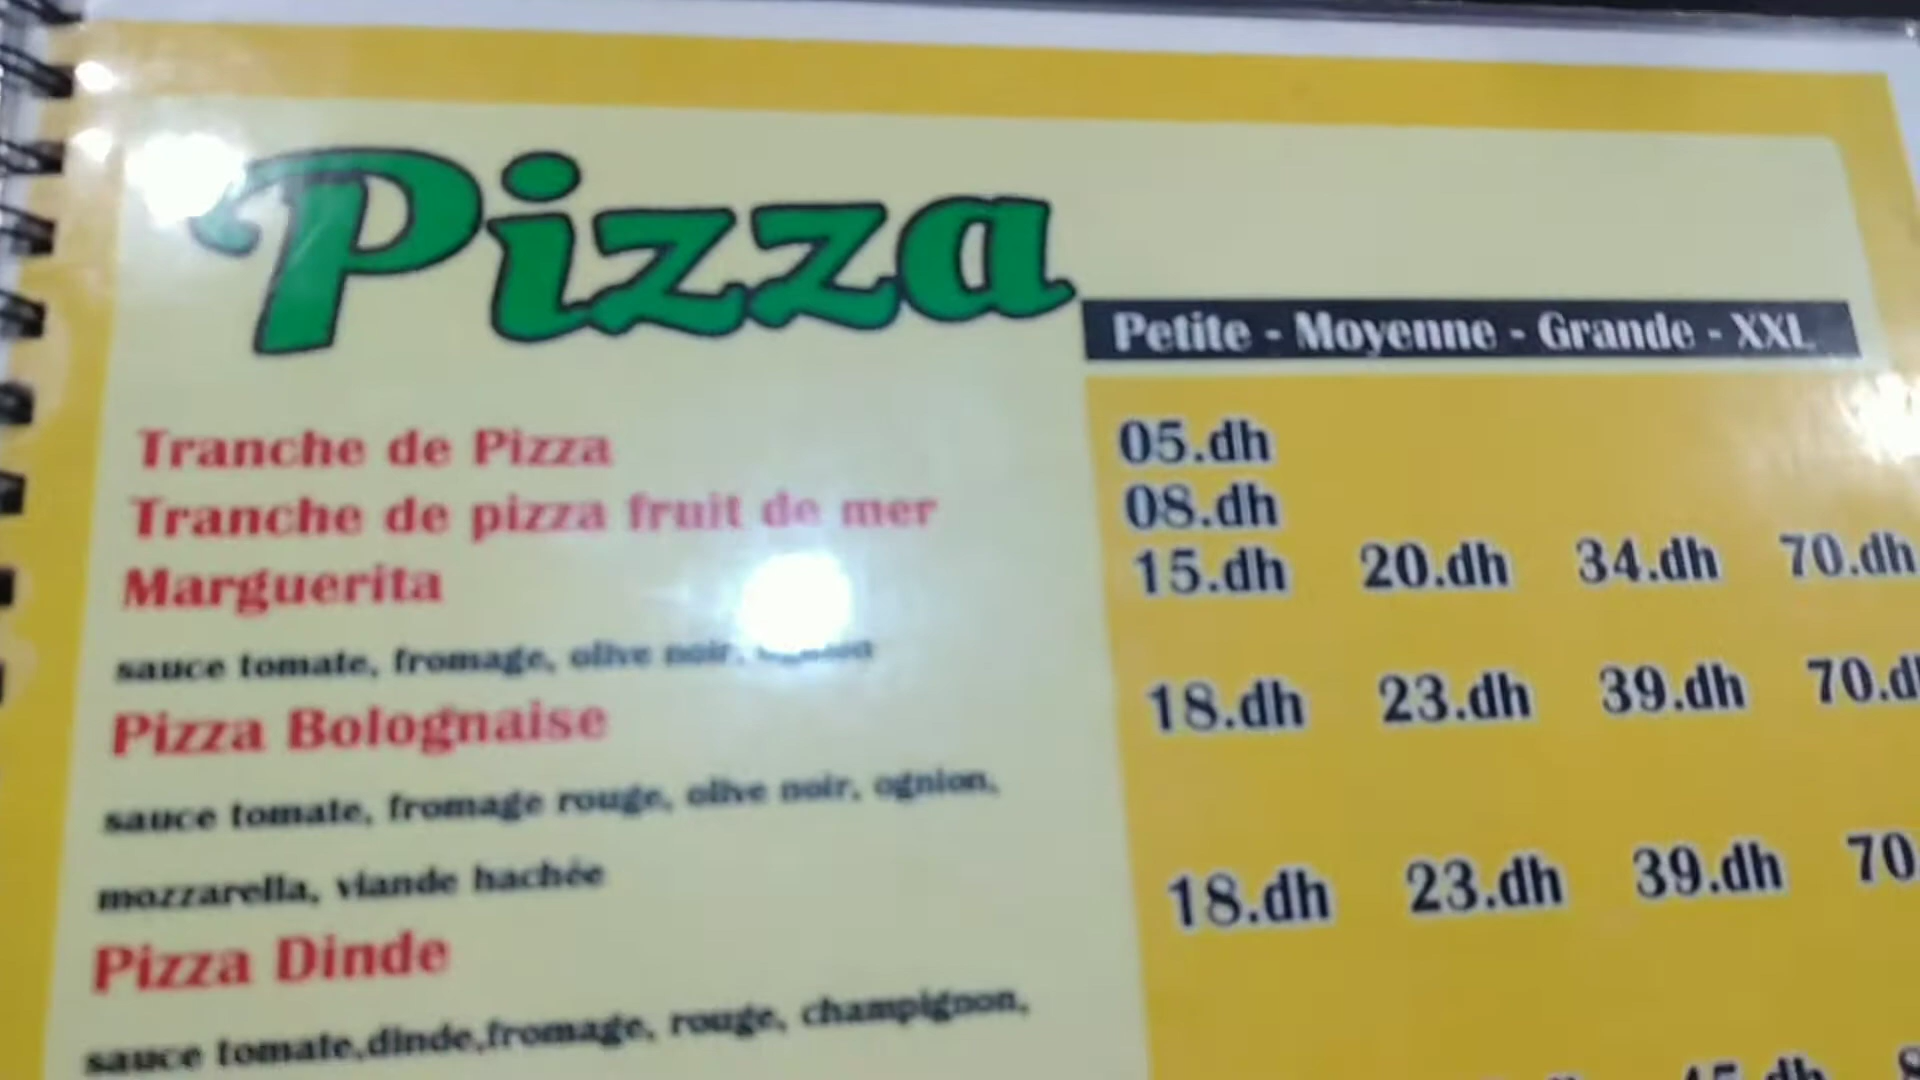 Pizza
Petite - Moyenne - Grande - XXL
Tranche de Pizza 05.dh
Tranche de pizza fruit de mer 08.dh
Marguerita 15.dh 20.dh 34.dh 70.dh
sauce tomate, fromage, olive noir,
Pizza Bolognaise 18.dh 23.dh 39.dh 70.d
sauce tomate, fromage rouge, olive noir, ognion,
mozzarella, viande hachée
Pizza Dinde 18.dh 23.dh 39.dh 70.
sauce tomate,dinde,fromage, rouge, champignon,
45.dh